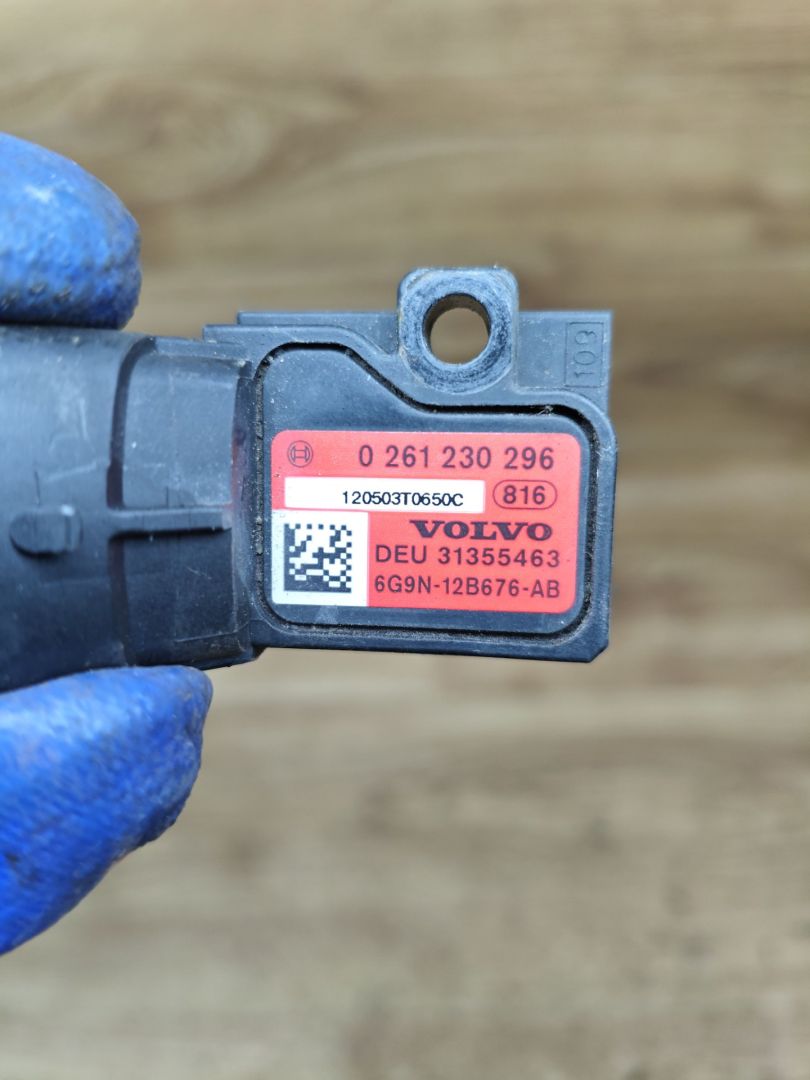 109
0 261 230 296
120503T0650C
816
VOLVO
DEU 31355463
6G9N-12B676-AB